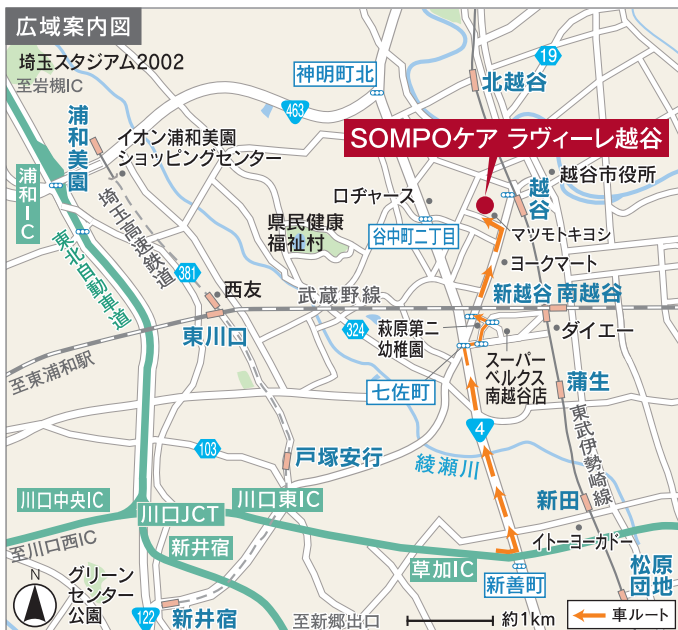 広域案内図
埼玉スタジアム2002
至岩槻IC
神明町北
19
北越谷
463
浦和美園
イオン浦和美園
ショッピングセンター
SOMPOケア ラヴィーレ越谷
浦和IC
ロヂャース
越谷
越谷市役所
埼玉高速鉄道
県民健康
福祉村
谷中町二丁目
マツモトキヨシ
東北自動車道
381
ヨークマート
西友
武蔵野線
新越谷
南越谷
東川口
324
萩原第二
幼稚園
ダイエー
至東浦和駅
スーパー
ベルクス
南越谷店
七佐町
蒲生
4
103
戸塚安行
綾瀬川
東武伊勢崎線
川口中央IC
川口JCT
川口東IC
新田
至川口西IC
新井宿
草加IC
イトーヨーカドー
N
グリーン
センター
公園
新善町
松原
団地
122
新井宿
至新郷出口
約1km
車ルート